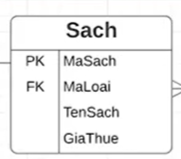 Sach
PK MaSach
FK MaLoai
TenSach
GiaThue